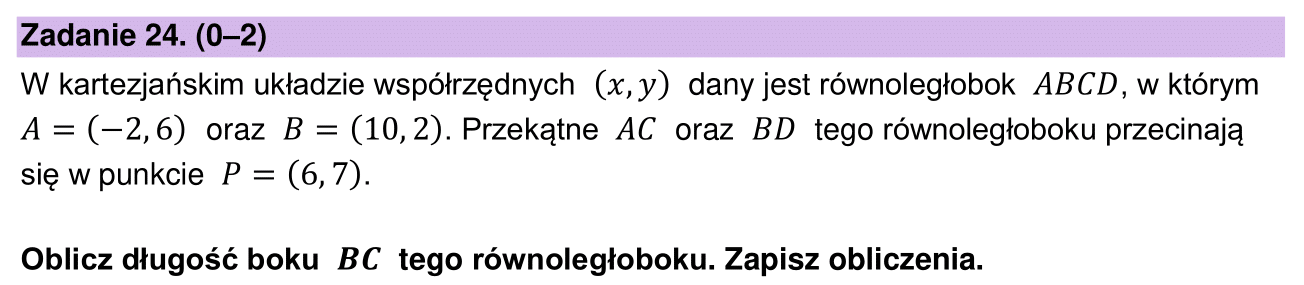 Zadanie 24. (0–2)
W kartezjańskim układzie współrzędnych (x, y) dany jest równoległobok ABCD, w którym
A = (−2, 6) oraz B = (10, 2). Przekątne AC oraz BD tego równoległoboku przecinają
się w punkcie P = (6, 7).
Oblicz długość boku BC tego równoległoboku. Zapisz obliczenia.